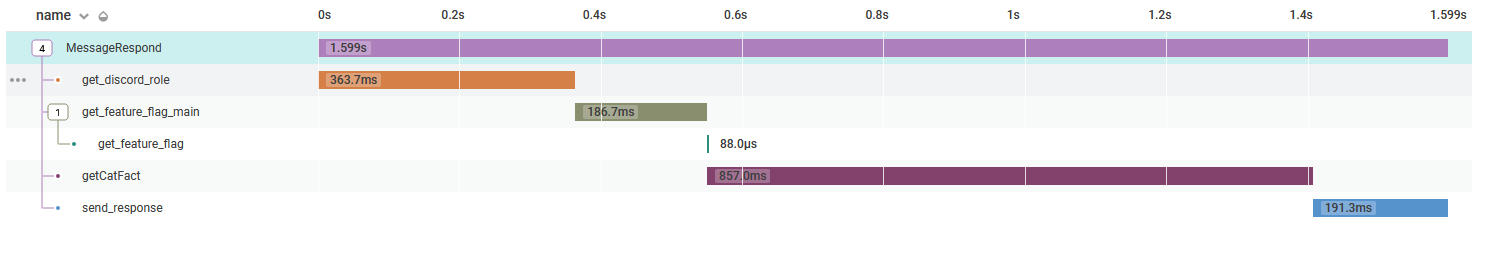 name 0s 0.2s 0.4s 0.6s 0.8s 1s 1.2s 1.4s 1.599s
4 MessageRespond 1.599s
get_discord_role 363.7ms
1 get_feature_flag_main 186.7ms
get_feature_flag 88.0μs
getCatFact 857.0ms
send_response 191.3ms